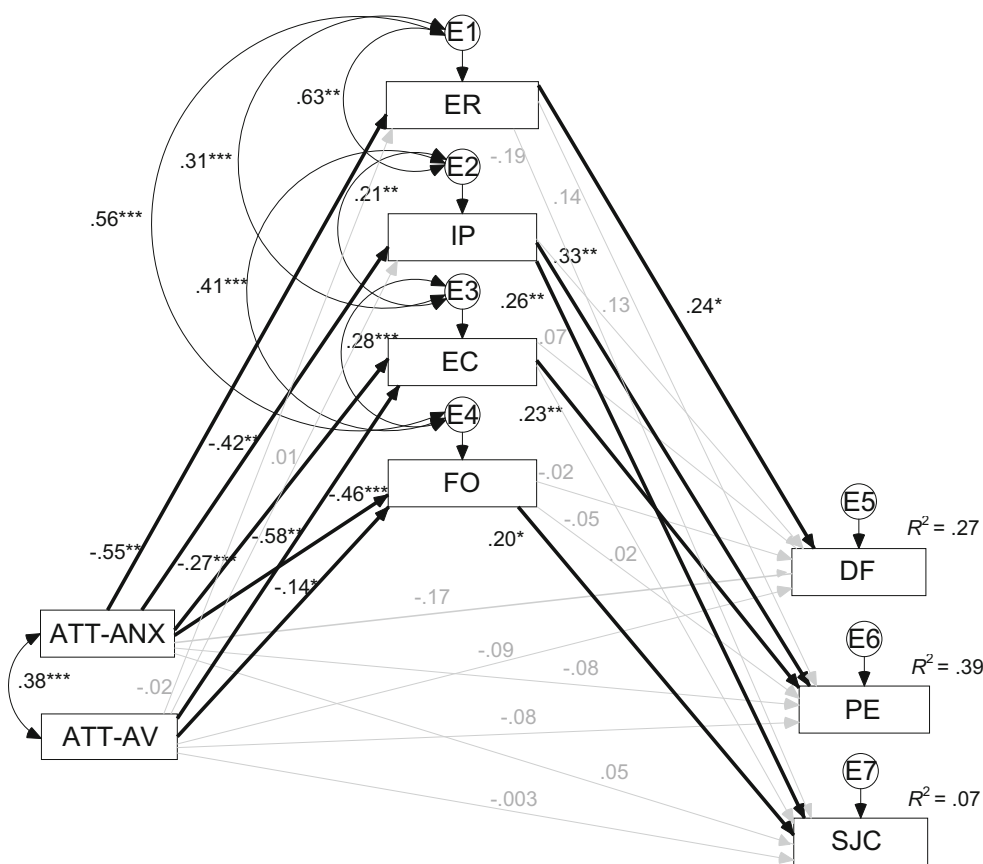 E1
.63**
ER
.31***
-.19
E2
.21**
.14
.56***
IP
.33**
.41***
E3
.26**
.13
.24*
.28***
.07
EC
E4
.23**
-.42**
.01
FO
-.46***
-.02
E5
-.05
R² = .27
-.55**
-.27***
-.58**
.20*
.02
DF
-.14*
-.17
ATT-ANX
-.09
E6
R² = .39
.38***
-.02
-.08
PE
ATT-AV
-.08
E7
.05
R² = .07
-.003
SJC